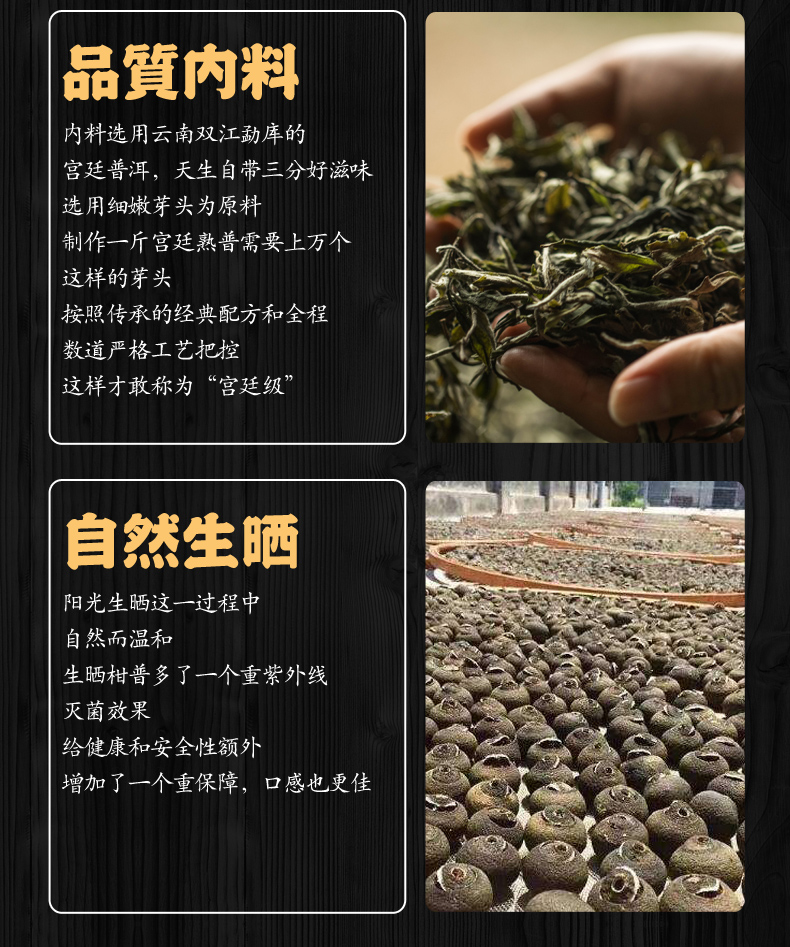 品質内料
内料选用云南双江勐库的
宫廷普洱，天生自带三分好滋味
选用细嫩芽头为原料
制作一斤宫廷熟普需要上万个
这样的芽头
按照传承的经典配方和全程
数道严格工艺把控
这样才敢称为“宫廷级”
自然生晒
阳光生晒这一过程中
自然而温和
生晒柑普多了一个重紫外线
灭菌效果
给健康和安全性额外
增加了一个重保障，口感也更佳